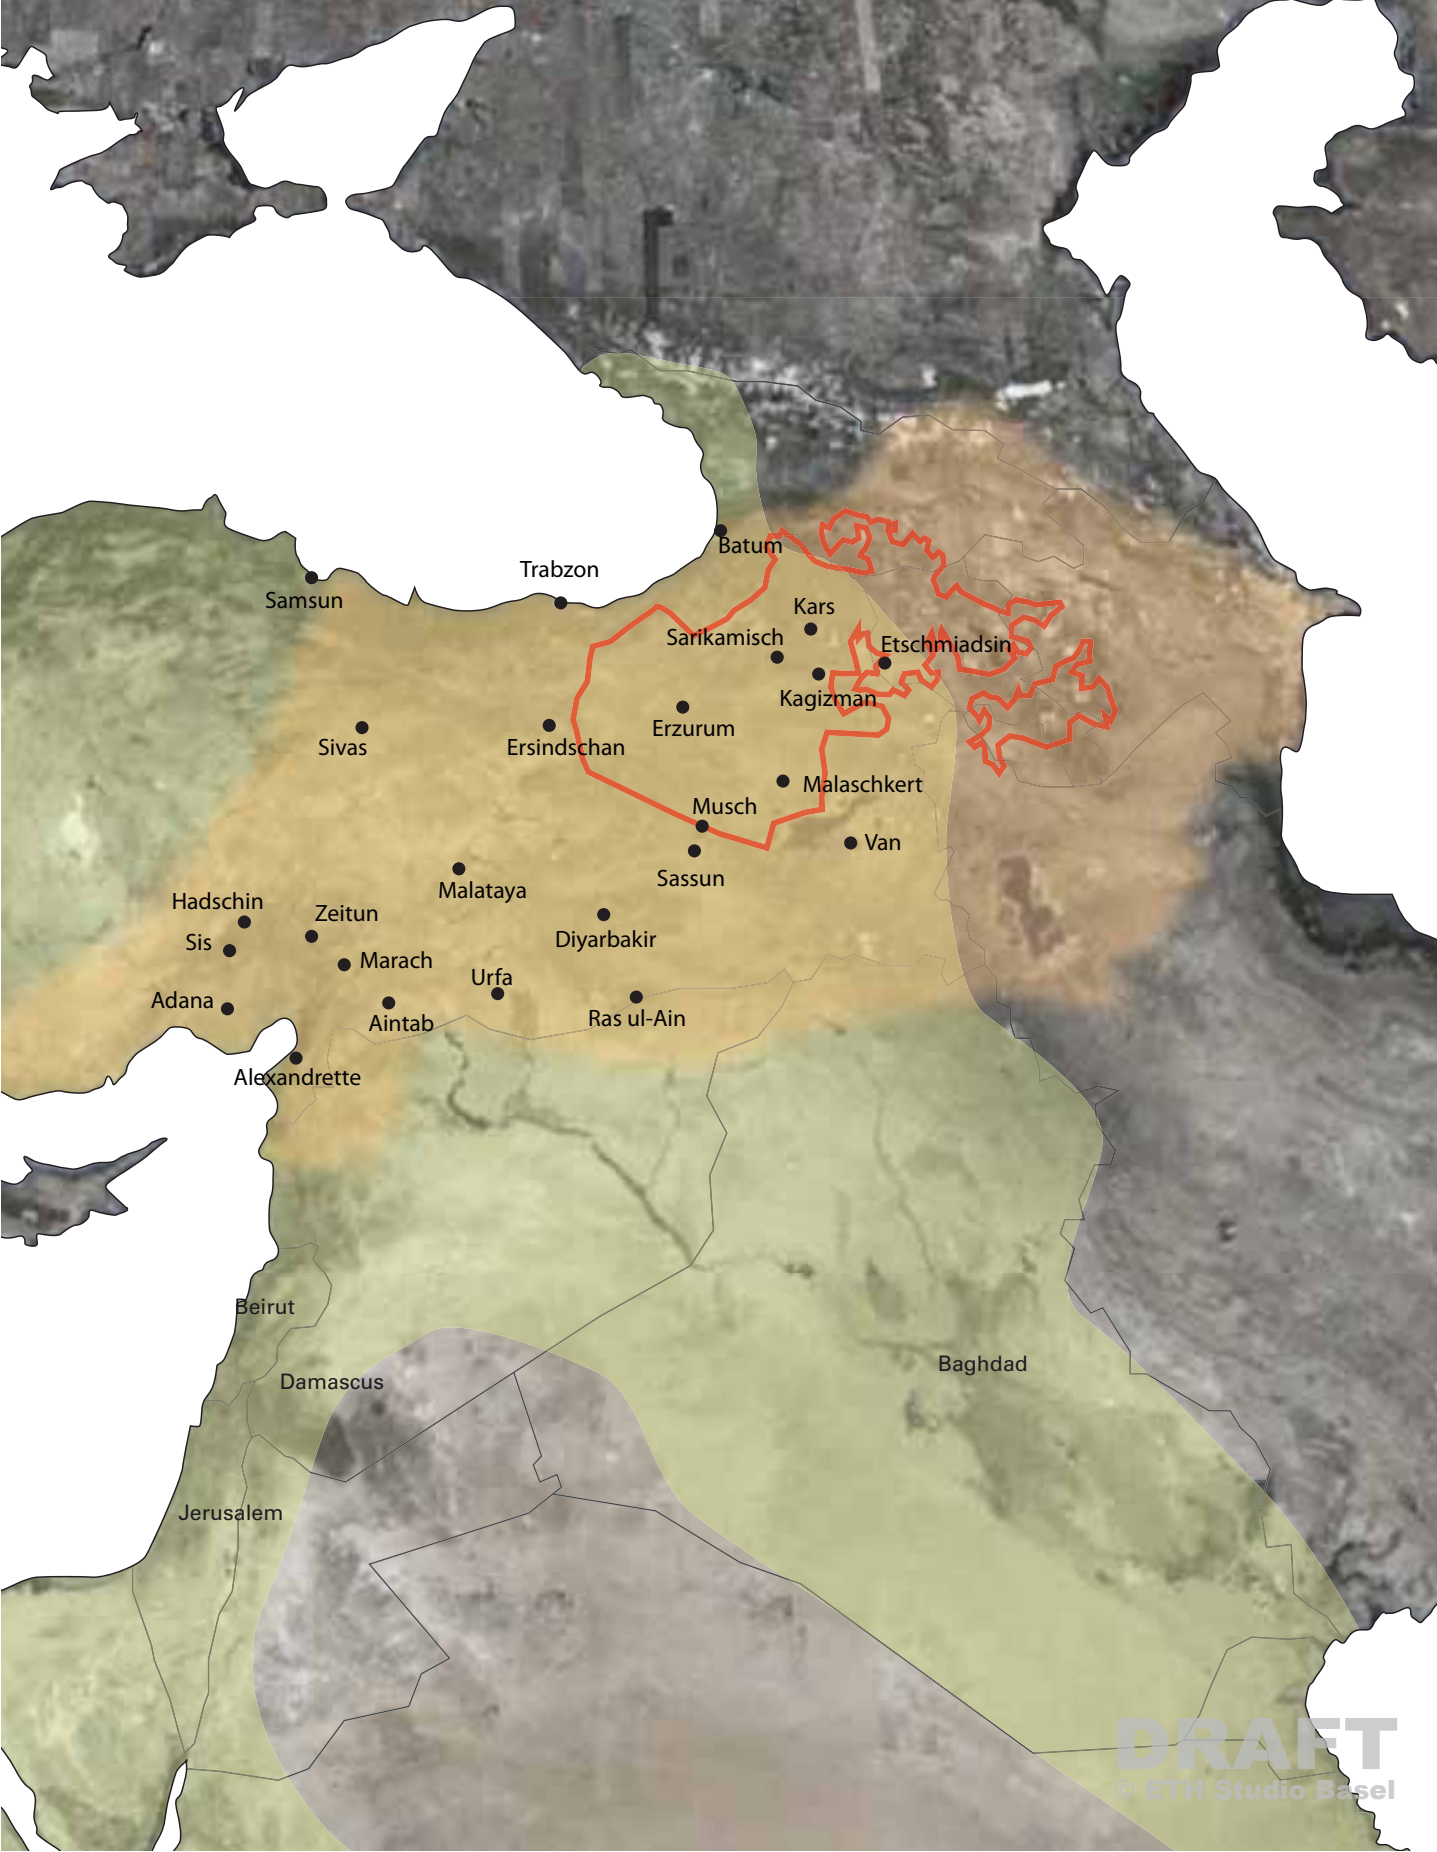 Batum
Trabzon
Samsun
Kars
Sarikamisch
Etschmiadsin
Kagizman
Erzurum
Sivas
Ersindschan
Malaschkert
Musch
Van
Sassun
Malataya
Hadschin
Zeitun
Diyarbakir
Sis
Marach
Urfa
Adana
Aintab
Ras ul-Ain
Alexandrette
Beirut
Baghdad
Damascus
Jerusalem
DRAFT
© ETH Studio Basel